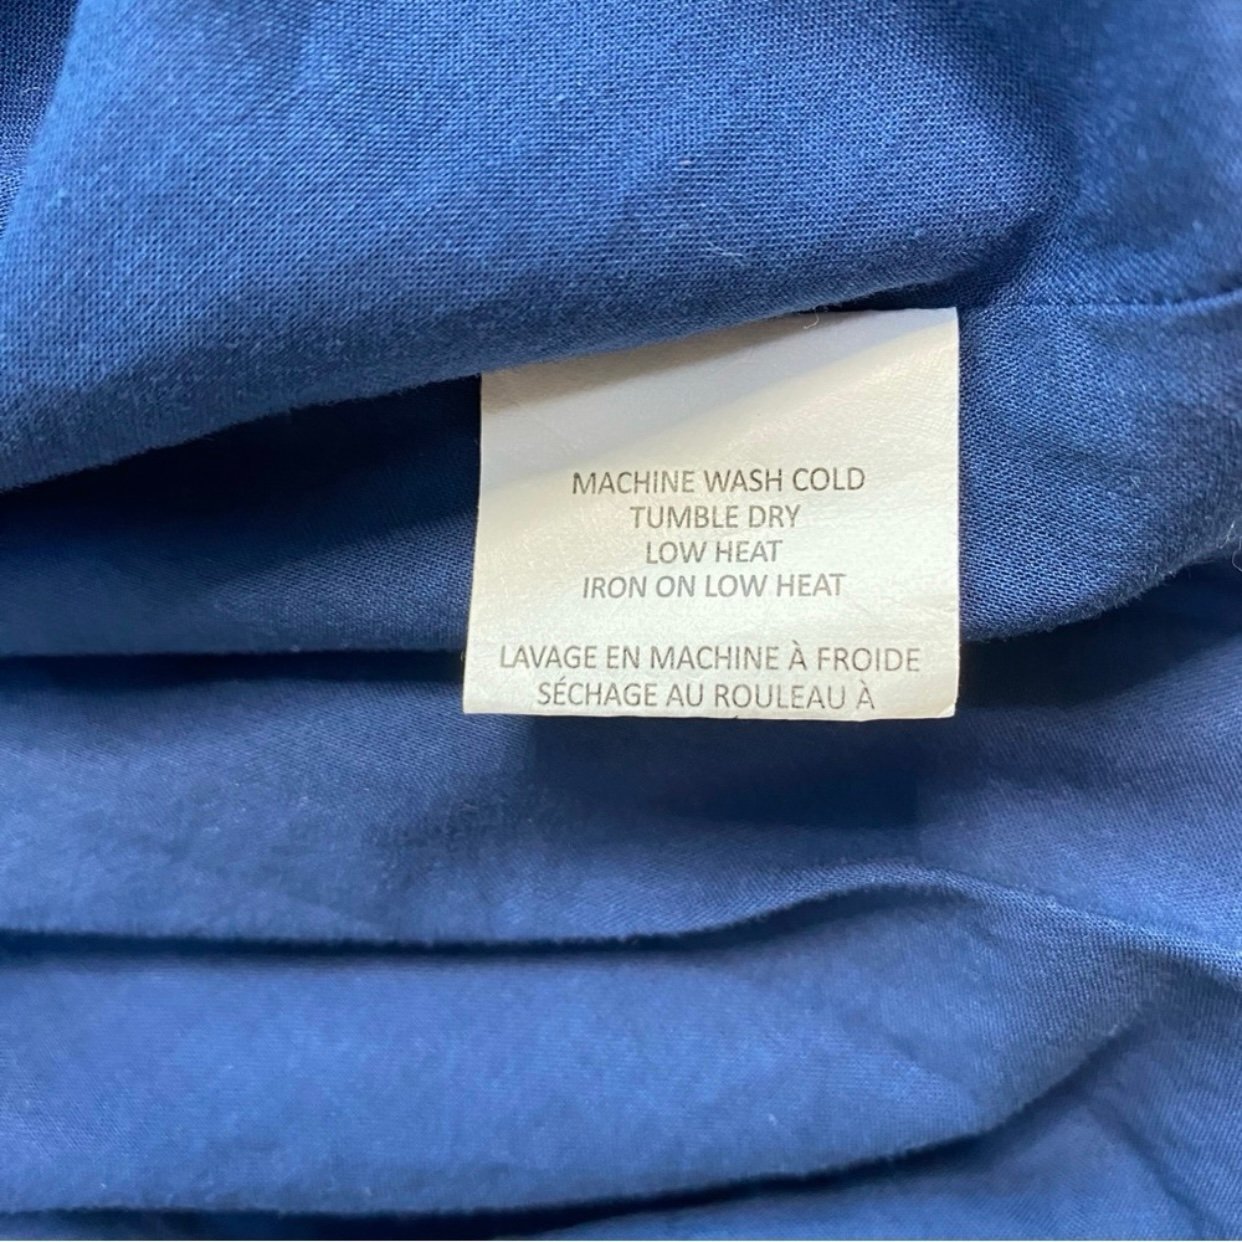 MACHINE WASH COLD
TUMBLE DRY
LOW HEAT
IRON ON LOW HEAT
LAVAGE EN MACHINE À FROIDE
SÉCHAGE AU ROULEAU À